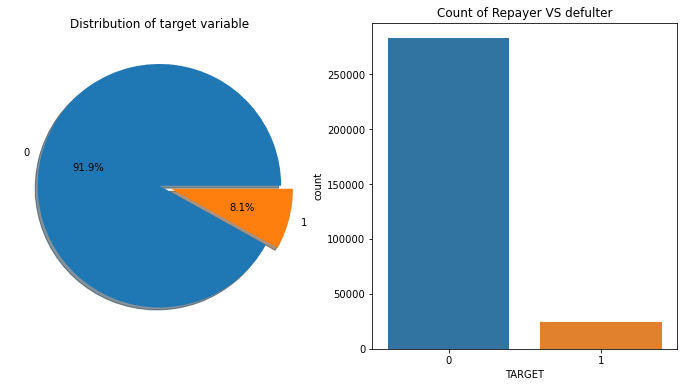 Distribution of target variable
0
91.9%
8.1%
1
Count of Repayer VS defulter
count
250000
200000
150000
100000
50000
0
0 1
TARGET